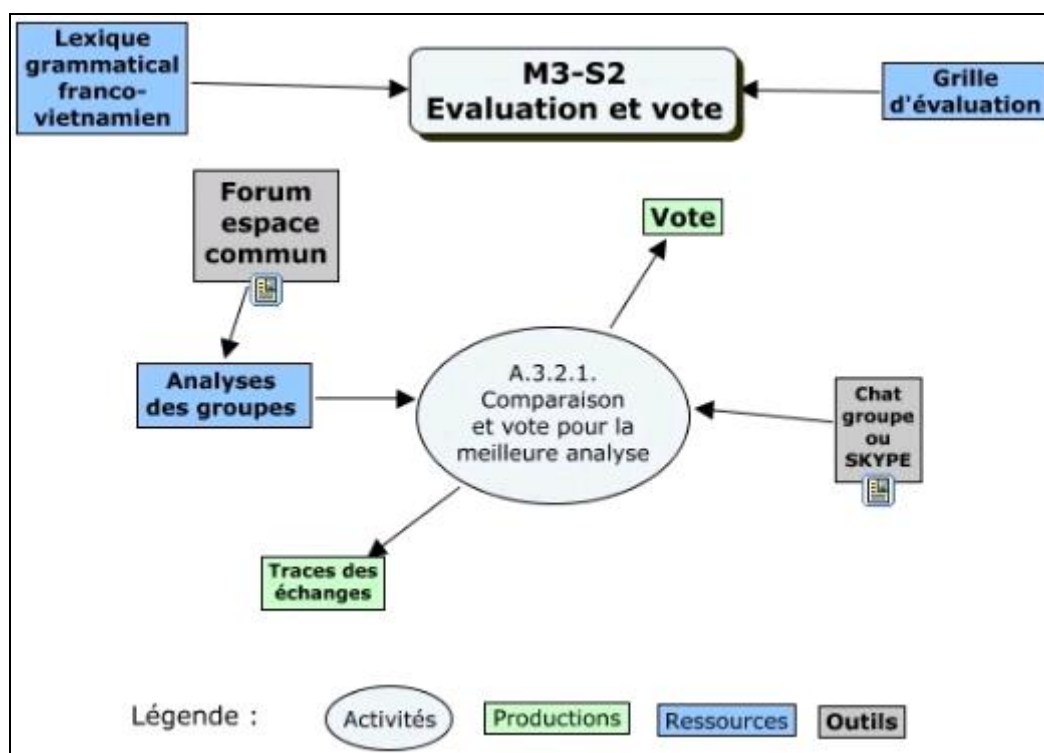 Lexique
grammatical
franco-
vietnamien
M3-S2
Evaluation et vote
Grille
d'évaluation
Forum
espace
commun
Vote
Analyses
des groupes
A.3.2.1.
Comparaison
et vote pour la
meilleure analyse
Chat
groupe
ou
SKYPE
Traces des
échanges
Légende :
Activités
Productions
Ressources
Outils